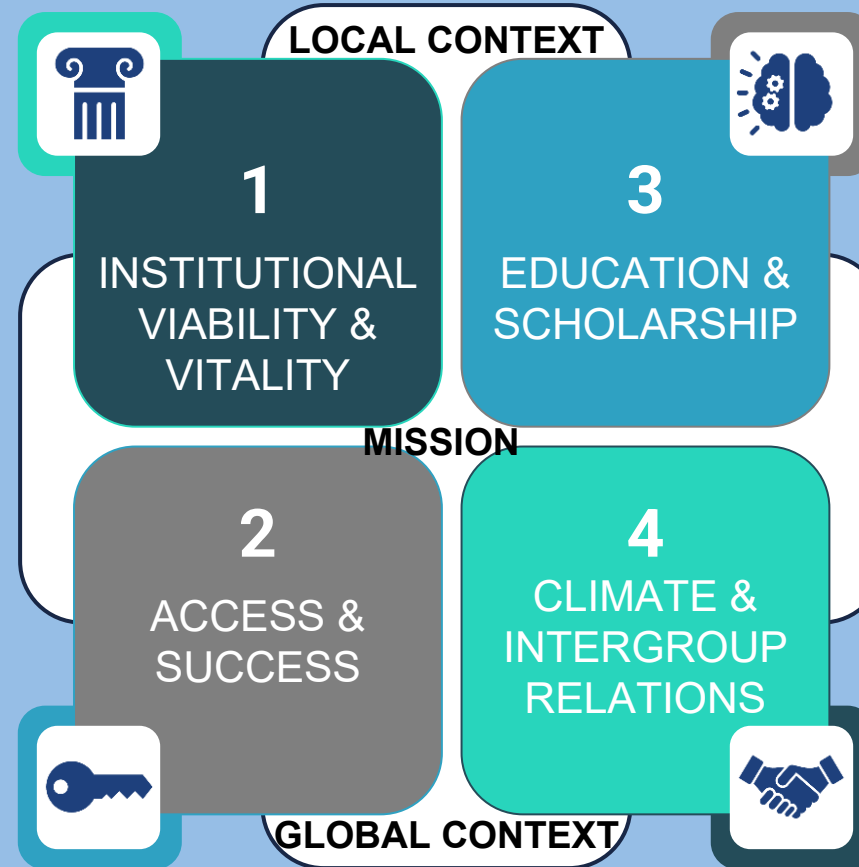 LOCAL CONTEXT
1
INSTITUTIONAL
VIABILITY &
VITALITY
3
EDUCATION &
SCHOLARSHIP
MISSION
2
ACCESS &
SUCCESS
4
CLIMATE &
INTERGROUP
RELATIONS
GLOBAL CONTEXT